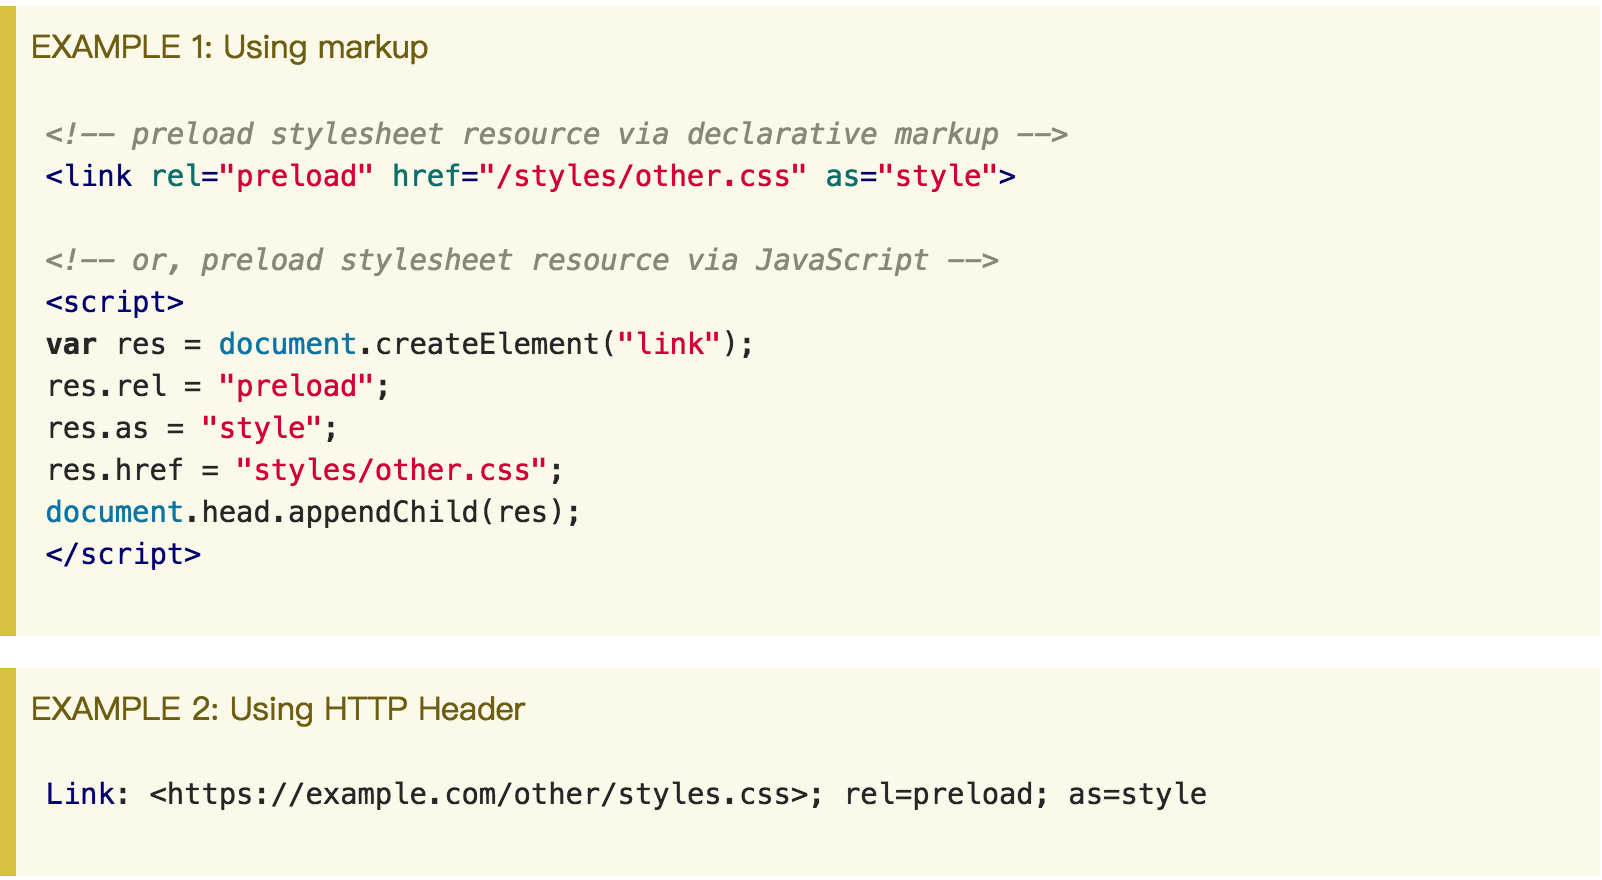 EXAMPLE 1: Using markup
<!-- preload stylesheet resource via declarative markup -->
<link rel="preload" href="/styles/other.css" as="style">
<!-- or, preload stylesheet resource via JavaScript -->
<script>
var res = document.createElement("link");
res.rel = "preload";
res.as = "style";
res.href = "styles/other.css";
document.head.appendChild(res);
</script>
EXAMPLE 2: Using HTTP Header
Link: <https://example.com/other/styles.css>; rel=preload; as=style